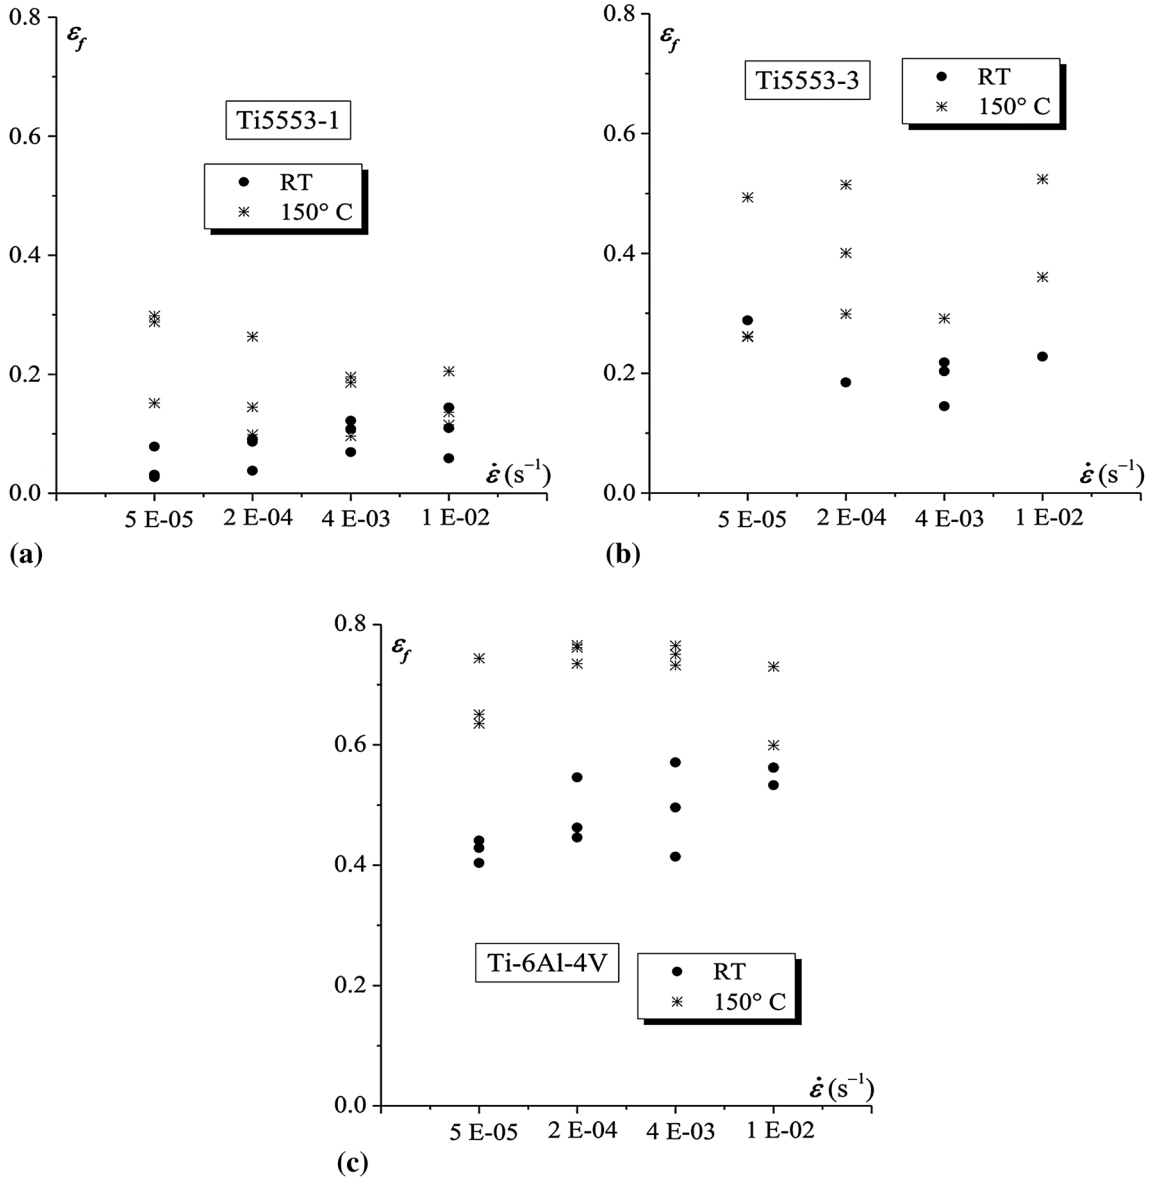 0.8
ε_f
Ti5553-1
RT
150° C
0.6
0.4
0.2
0.0
ε̇ (s⁻¹)
5 E-05 2 E-04 4 E-03 1 E-02
(a)
0.8
ε_f
Ti5553-3
RT
150° C
0.6
0.4
0.2
0.0
ε̇ (s⁻¹)
5 E-05 2 E-04 4 E-03 1 E-02
(b)
0.8
ε_f
0.6
0.4
Ti-6Al-4V
RT
150° C
0.2
0.0
ε̇ (s⁻¹)
5 E-05 2 E-04 4 E-03 1 E-02
(c)